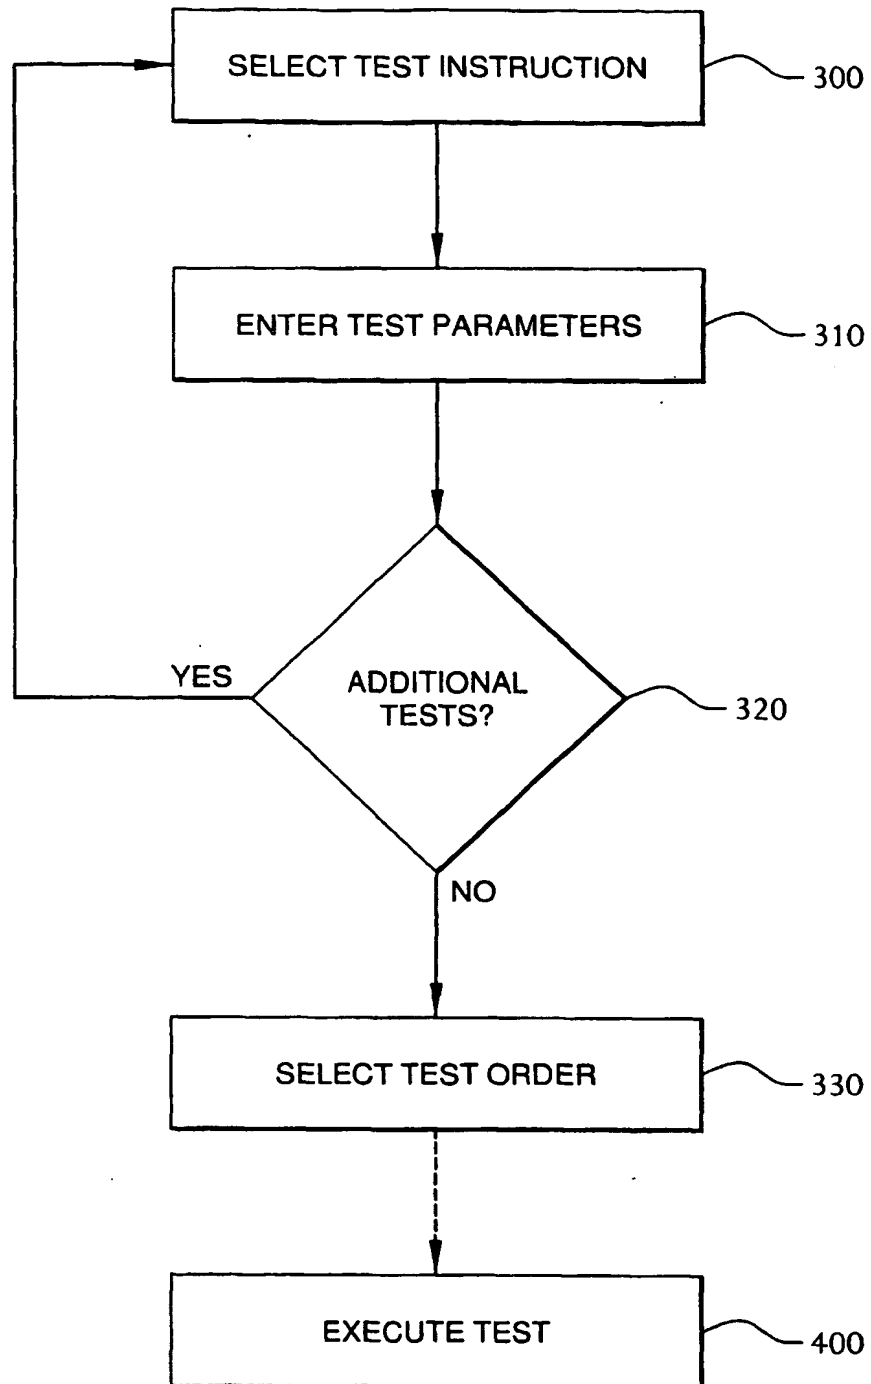 SELECT TEST INSTRUCTION
300
ENTER TEST PARAMETERS
310
YES
ADDITIONAL
TESTS?
320
NO
SELECT TEST ORDER
330
EXECUTE TEST
400